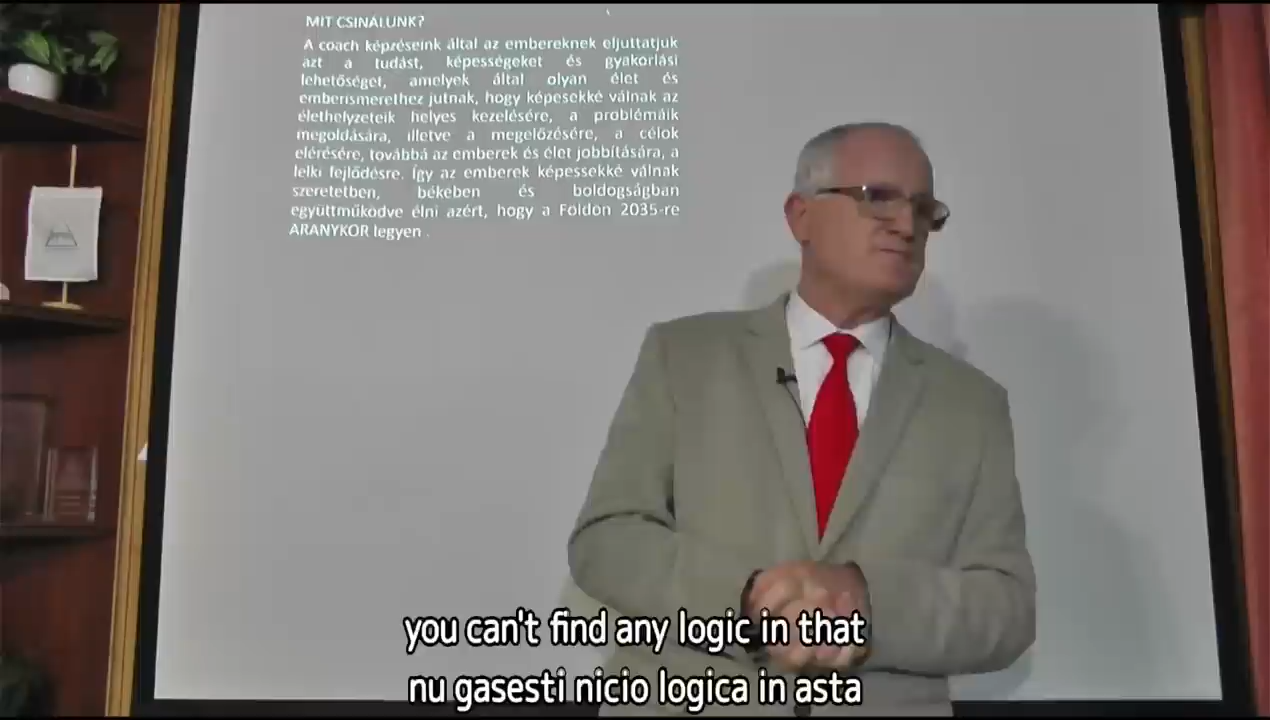 MIT CSINÁLUNK?
A coach képzéseink által az embereknek eljuttatjuk
azt a tudást, képességeket és gyakorlási
lehetőséget, amelyek által olyan élet és
emberismerethez jutnak, hogy képesekké válnak az
élethelyzeteik helyes kezelésére, a problémáik
megoldására, illetve a megelőzésére, a célok
elérésére, továbbá az emberek és élet jobbítására, a
lelki fejlődésre. Így az emberek képessekké válnak
szeretetben, békében és boldogságban
együttműködve élni azért, hogy a Földön 2035-re
ARANYKOR legyen .
you can't find any logic in that
nu gasesti nicio logica in asta